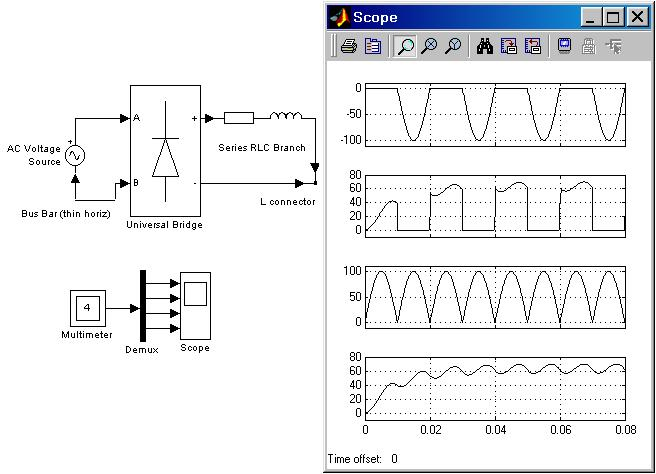 Scope
A
+
AC Voltage
Source
+
Series RLC Branch
B
-
L connector
Bus Bar (thin horiz)
Universal Bridge
4
Multimeter
Demux
Scope
0
-50
-100
80
60
40
20
0
100
50
0
80
60
40
20
0
0 0.02 0.04 0.06 0.08
Time offset: 0